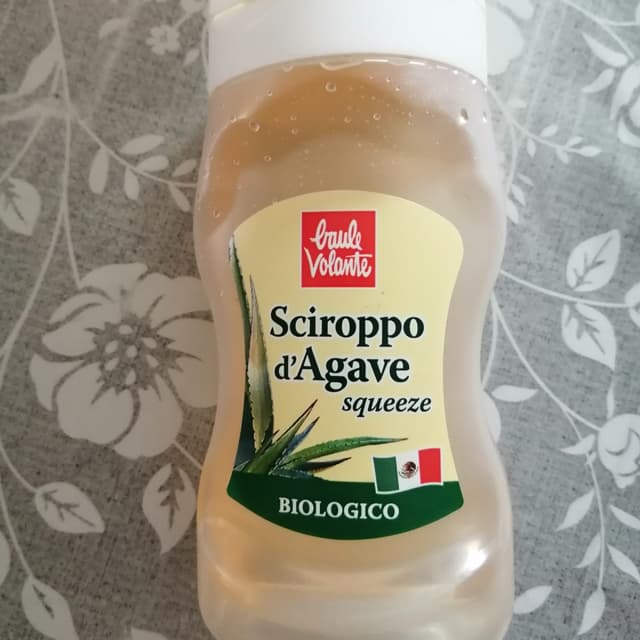 baule
volante
Sciroppo
d'Agave
squeeze
BIOLOGICO